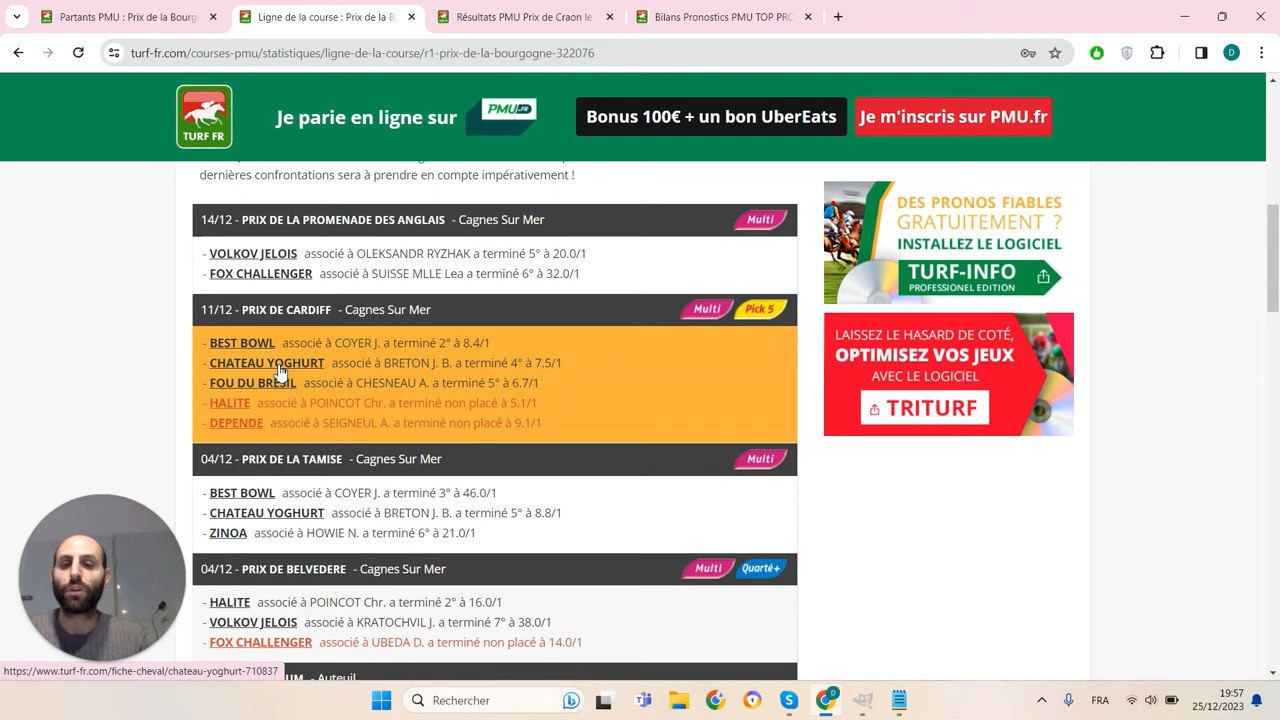 Partants PMU : Prix de la Bourg
Ligne de la course : Prix de la B
Résultats PMU Prix de Craon le
Bilans Pronostics PMU TOP PRO
turf-fr.com/courses-pmu/statistiques/ligne-de-la-course/r1-prix-de-la-bourgogne-322076
D
TURF FR
Je parie en ligne sur
PMU.FR
Bonus 100€ + un bon UberEats
Je m'inscris sur PMU.fr
dernières confrontations sera à prendre en compte impérativement !
14/12 - PRIX DE LA PROMENADE DES ANGLAIS - Cagnes Sur Mer
Multi
- VOLKOV JELOIS associé à OLEKSANDR RYZHAK a terminé 5° à 20.0/1
- FOX CHALLENGER associé à SUISSE MLLE Lea a terminé 6° à 32.0/1
11/12 - PRIX DE CARDIFF - Cagnes Sur Mer
Multi Pick 5
- BEST BOWL associé à COYER J. a terminé 2° à 8.4/1
- CHATEAU YOGHURT associé à BRETON J. B. a terminé 4° à 7.5/1
- FOU DU BRESIL associé à CHESNEAU A. a terminé 5° à 6.7/1
- HALITE associé à POINCOT Chr. a terminé non placé à 5.1/1
- DEPENDE associé à SEIGNEUL A. a terminé non placé à 9.1/1
04/12 - PRIX DE LA TAMISE - Cagnes Sur Mer
Multi
- BEST BOWL associé à COYER J. a terminé 3° à 46.0/1
- CHATEAU YOGHURT associé à BRETON J. B. a terminé 5° à 8.8/1
- ZINOA associé à HOWIE N. a terminé 6° à 21.0/1
04/12 - PRIX DE BELVEDERE - Cagnes Sur Mer
Multi Quarté+
- HALITE associé à POINCOT Chr. a terminé 2° à 16.0/1
- VOLKOV JELOIS associé à KRATOCHVIL J. a terminé 7° à 38.0/1
- FOX CHALLENGER associé à UBEDA D. a terminé non placé à 14.0/1
UM - Auteuil
DES PRONOS FIABLES
GRATUITEMENT ?
INSTALLEZ LE LOGICIEL
TURF-INFO
PROFESIONEL EDITION
LAISSEZ LE HASARD DE COTÉ,
OPTIMISEZ VOS JEUX
AVEC LE LOGICIEL
TRITURF
https://www.turf-fr.com/fiche-cheval/chateau-yoghurt-710837
Rechercher
D
FRA
19:57
25/12/2023